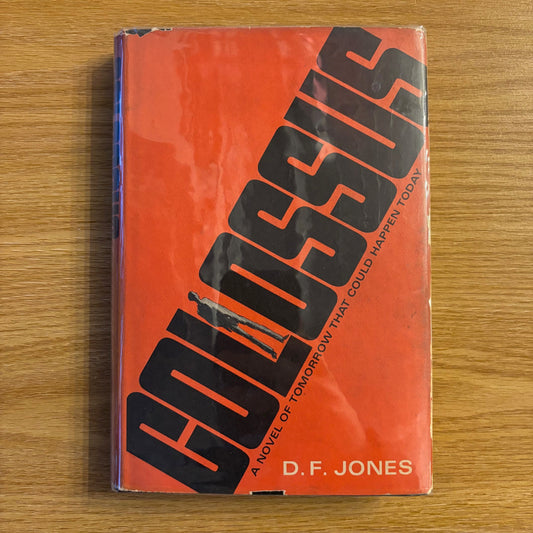 COLOSSUS
A NOVEL OF TOMORROW THAT COULD HAPPEN TODAY
D. F. JONES